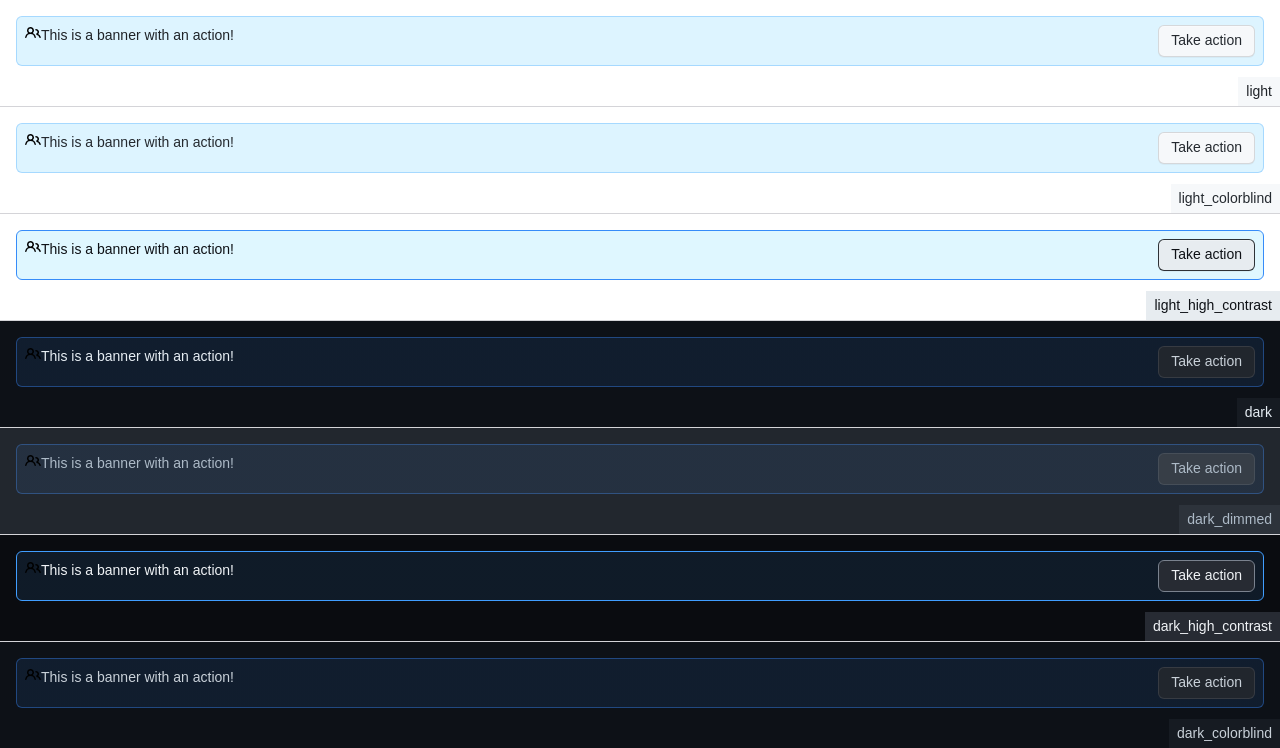 This is a banner with an action!
Take action
light
This is a banner with an action!
Take action
light_colorblind
This is a banner with an action!
Take action
light_high_contrast
This is a banner with an action!
Take action
dark
This is a banner with an action!
Take action
dark_dimmed
This is a banner with an action!
Take action
dark_high_contrast
This is a banner with an action!
Take action
dark_colorblind